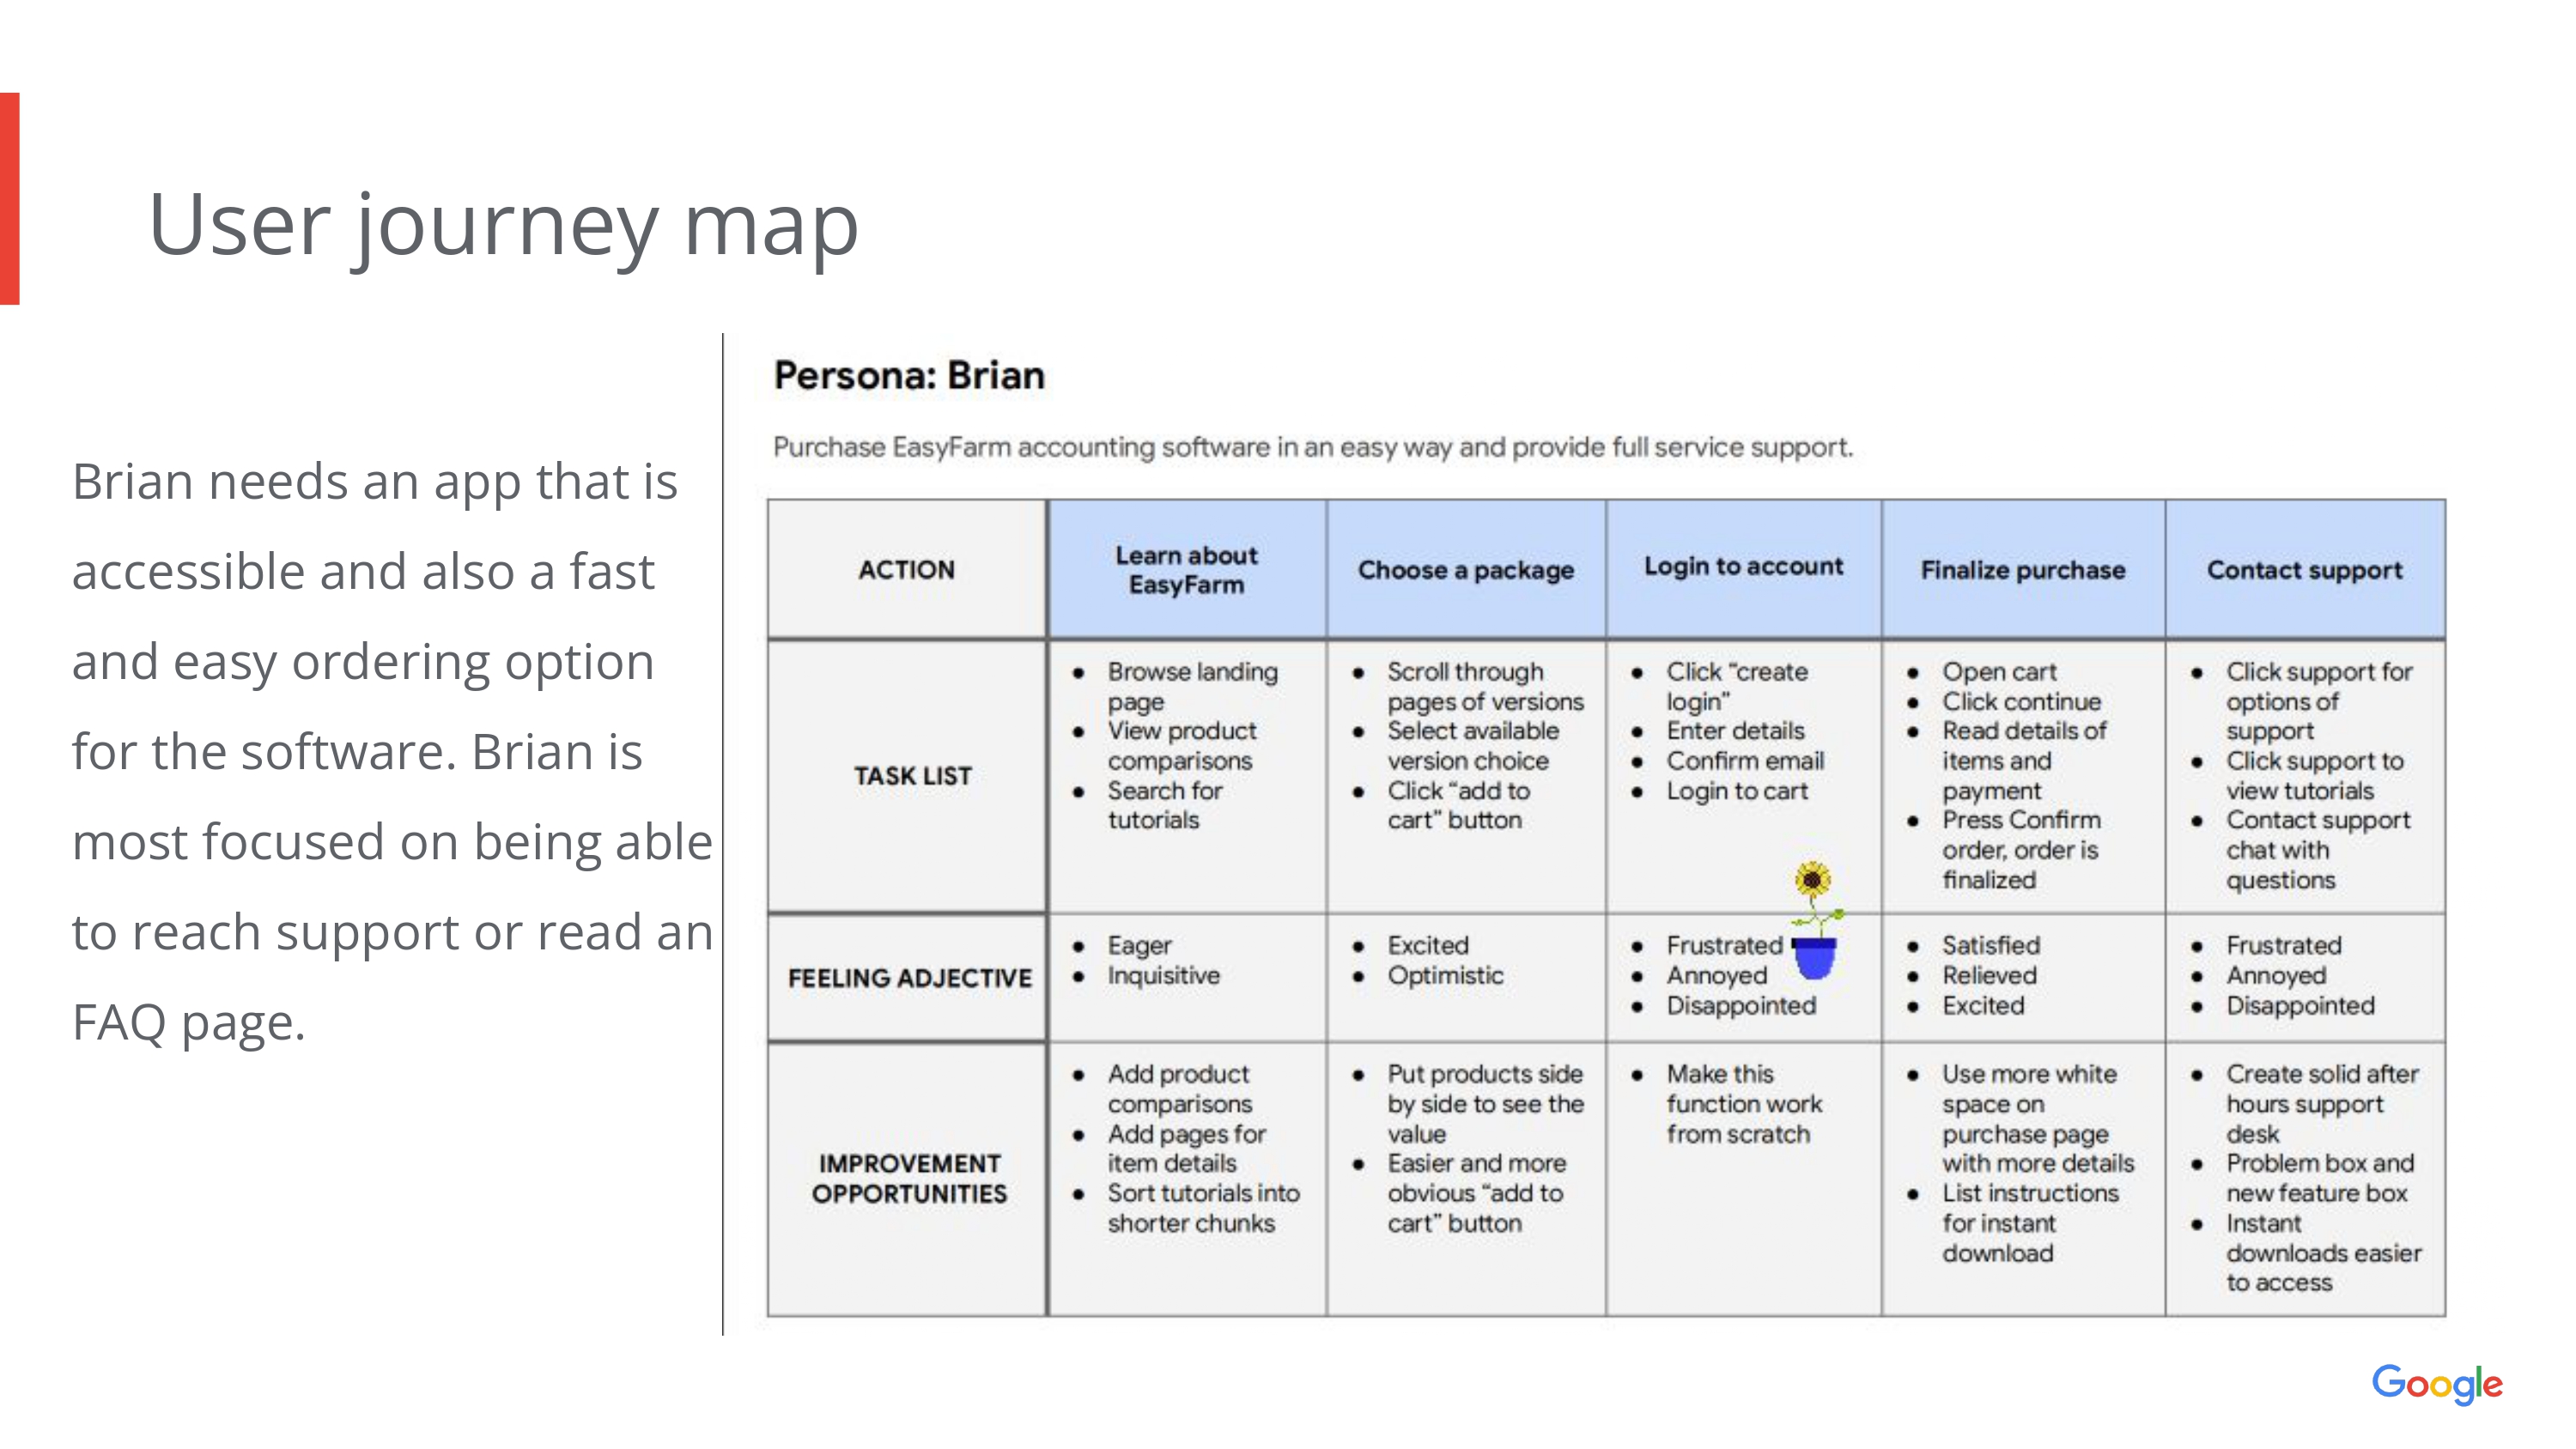 User journey map
Brian needs an app that is
accessible and also a fast
and easy ordering option
for the software. Brian is
most focused on being able
to reach support or read an
FAQ page.
Persona: Brian
Purchase EasyFarm accounting software in an easy way and provide full service support.
ACTION
Learn about
EasyFarm
Choose a package
Login to account
Finalize purchase
Contact support
TASK LIST
● Browse landing
page
● View product
comparisons
● Search for
tutorials
● Scroll through
pages of versions
● Select available
version choice
● Click “add to
cart” button
● Click “create
login”
● Enter details
● Confirm email
● Login to cart
● Open cart
● Click continue
● Read details of
items and
payment
● Press Confirm
order, order is
finalized
● Click support for
options of
support
● Click support to
view tutorials
● Contact support
chat with
questions
FEELING ADJECTIVE
● Eager
● Inquisitive
● Excited
● Optimistic
● Frustrated
● Annoyed
● Disappointed
● Satisfied
● Relieved
● Excited
● Frustrated
● Annoyed
● Disappointed
IMPROVEMENT
OPPORTUNITIES
● Add product
comparisons
● Add pages for
item details
● Sort tutorials into
shorter chunks
● Put products side
by side to see the
value
● Easier and more
obvious “add to
cart” button
● Make this
function work
from scratch
● Use more white
space on
purchase page
with more details
● List instructions
for instant
download
● Create solid after
hours support
desk
● Problem box and
new feature box
● Instant
downloads easier
to access
Google